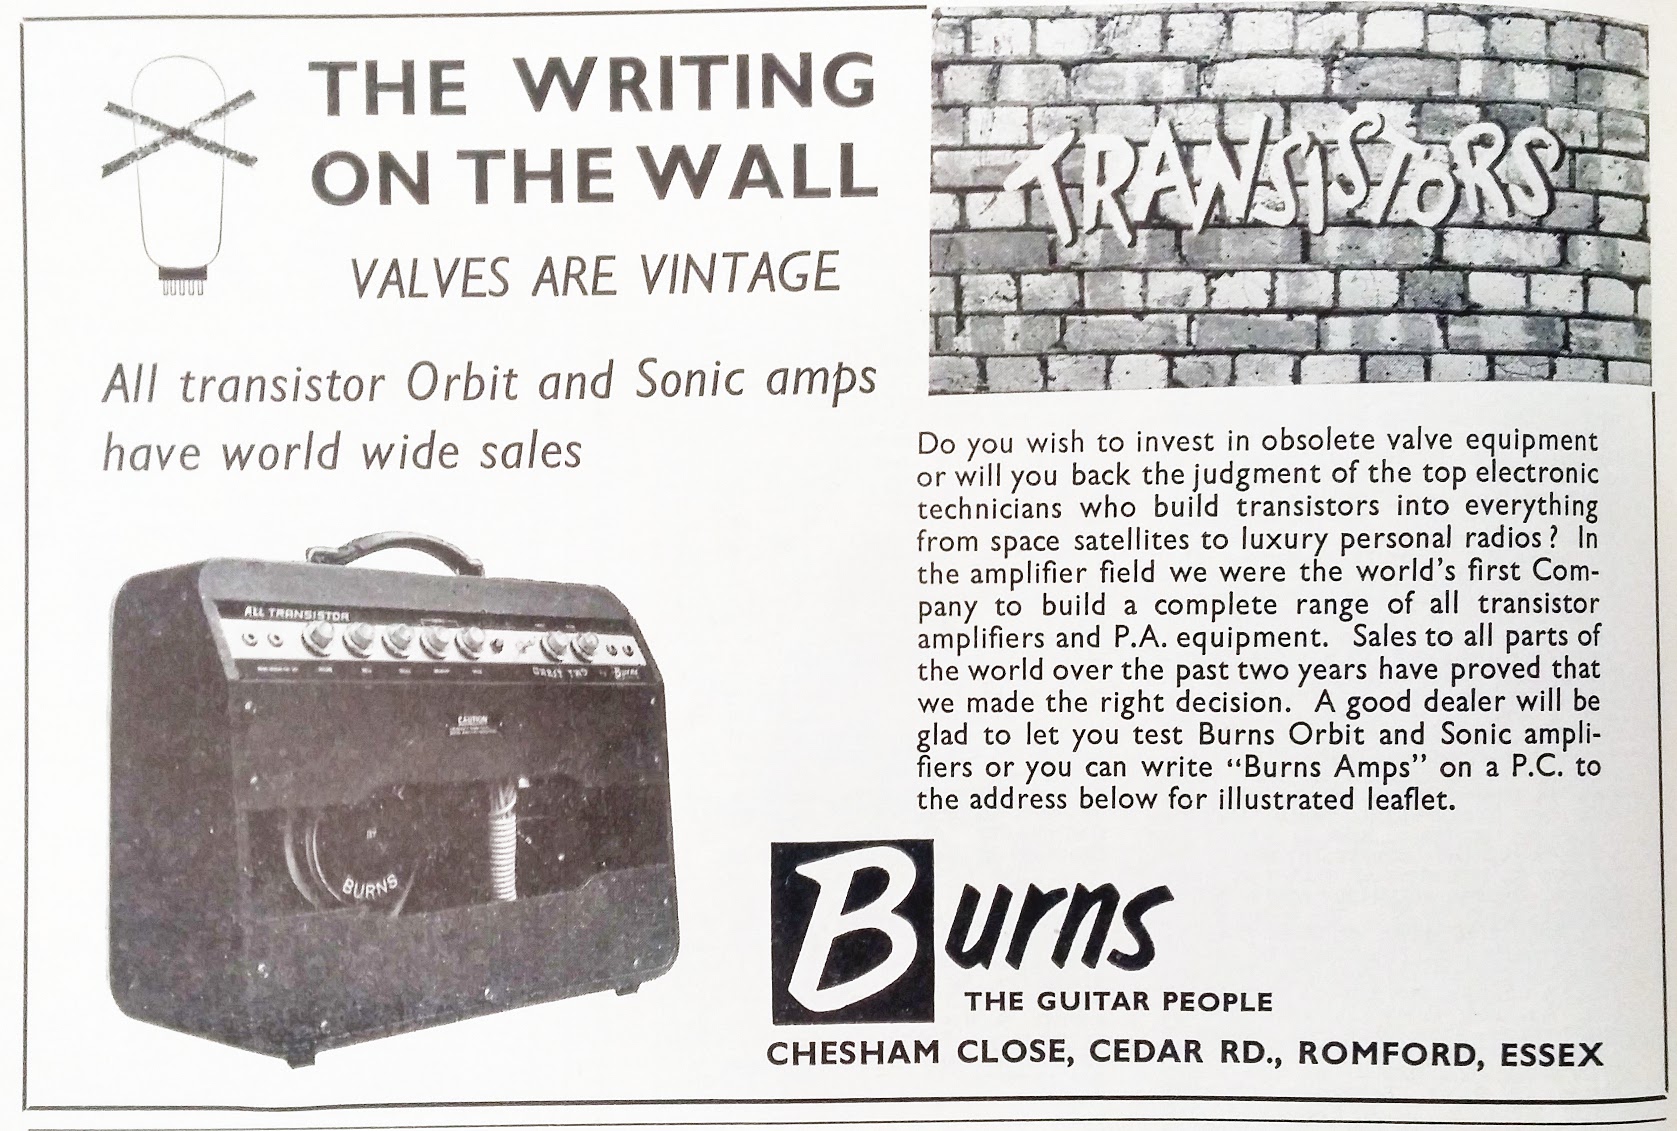 THE WRITING
ON THE WALL
VALVES ARE VINTAGE
All transistor Orbit and Sonic amps
have world wide sales
TRANSISTORS
Do you wish to invest in obsolete valve equipment
or will you back the judgment of the top electronic
technicians who build transistors into everything
from space satellites to luxury personal radios? In
the amplifier field we were the world's first Com-
pany to build a complete range of all transistor
amplifiers and P.A. equipment. Sales to all parts of
the world over the past two years have proved that
we made the right decision. A good dealer will be
glad to let you test Burns Orbit and Sonic ampli-
fiers or you can write "Burns Amps" on a P.C. to
the address below for illustrated leaflet.
ALL TRANSISTOR
ORBIT TWO by Burns
CAUTION
BURNS
Burns
THE GUITAR PEOPLE
CHESHAM CLOSE, CEDAR RD., ROMFORD, ESSEX